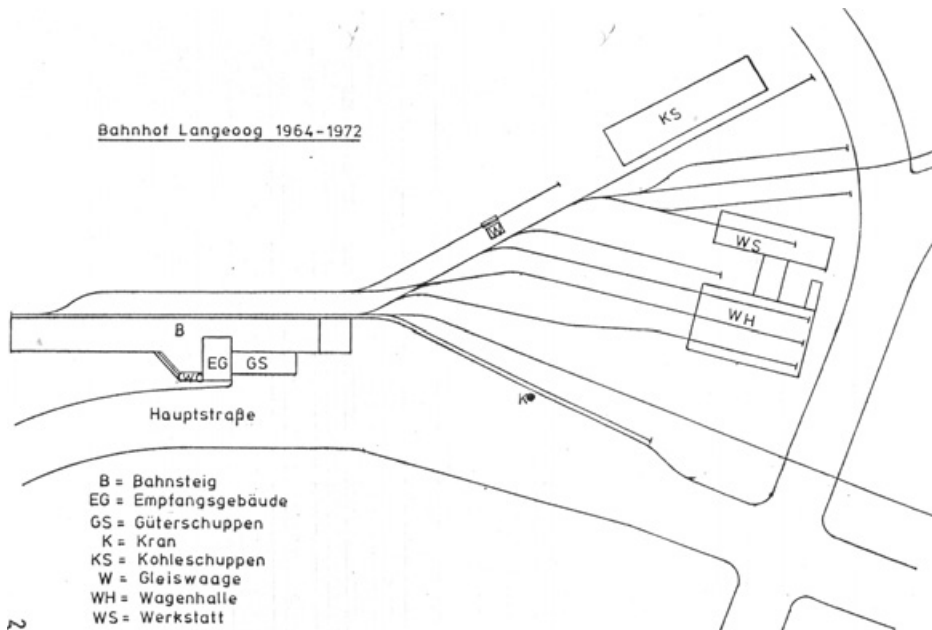 Bahnhof Langeoog 1964-1972
KS
W
WS
WH
B
EG
GS
WC
K
Hauptstraße
B = Bahnsteig
EG = Empfangsgebäude
GS = Güterschuppen
K = Kran
KS = Kohleschuppen
W = Gleiswaage
WH = Wagenhalle
WS = Werkstatt
2